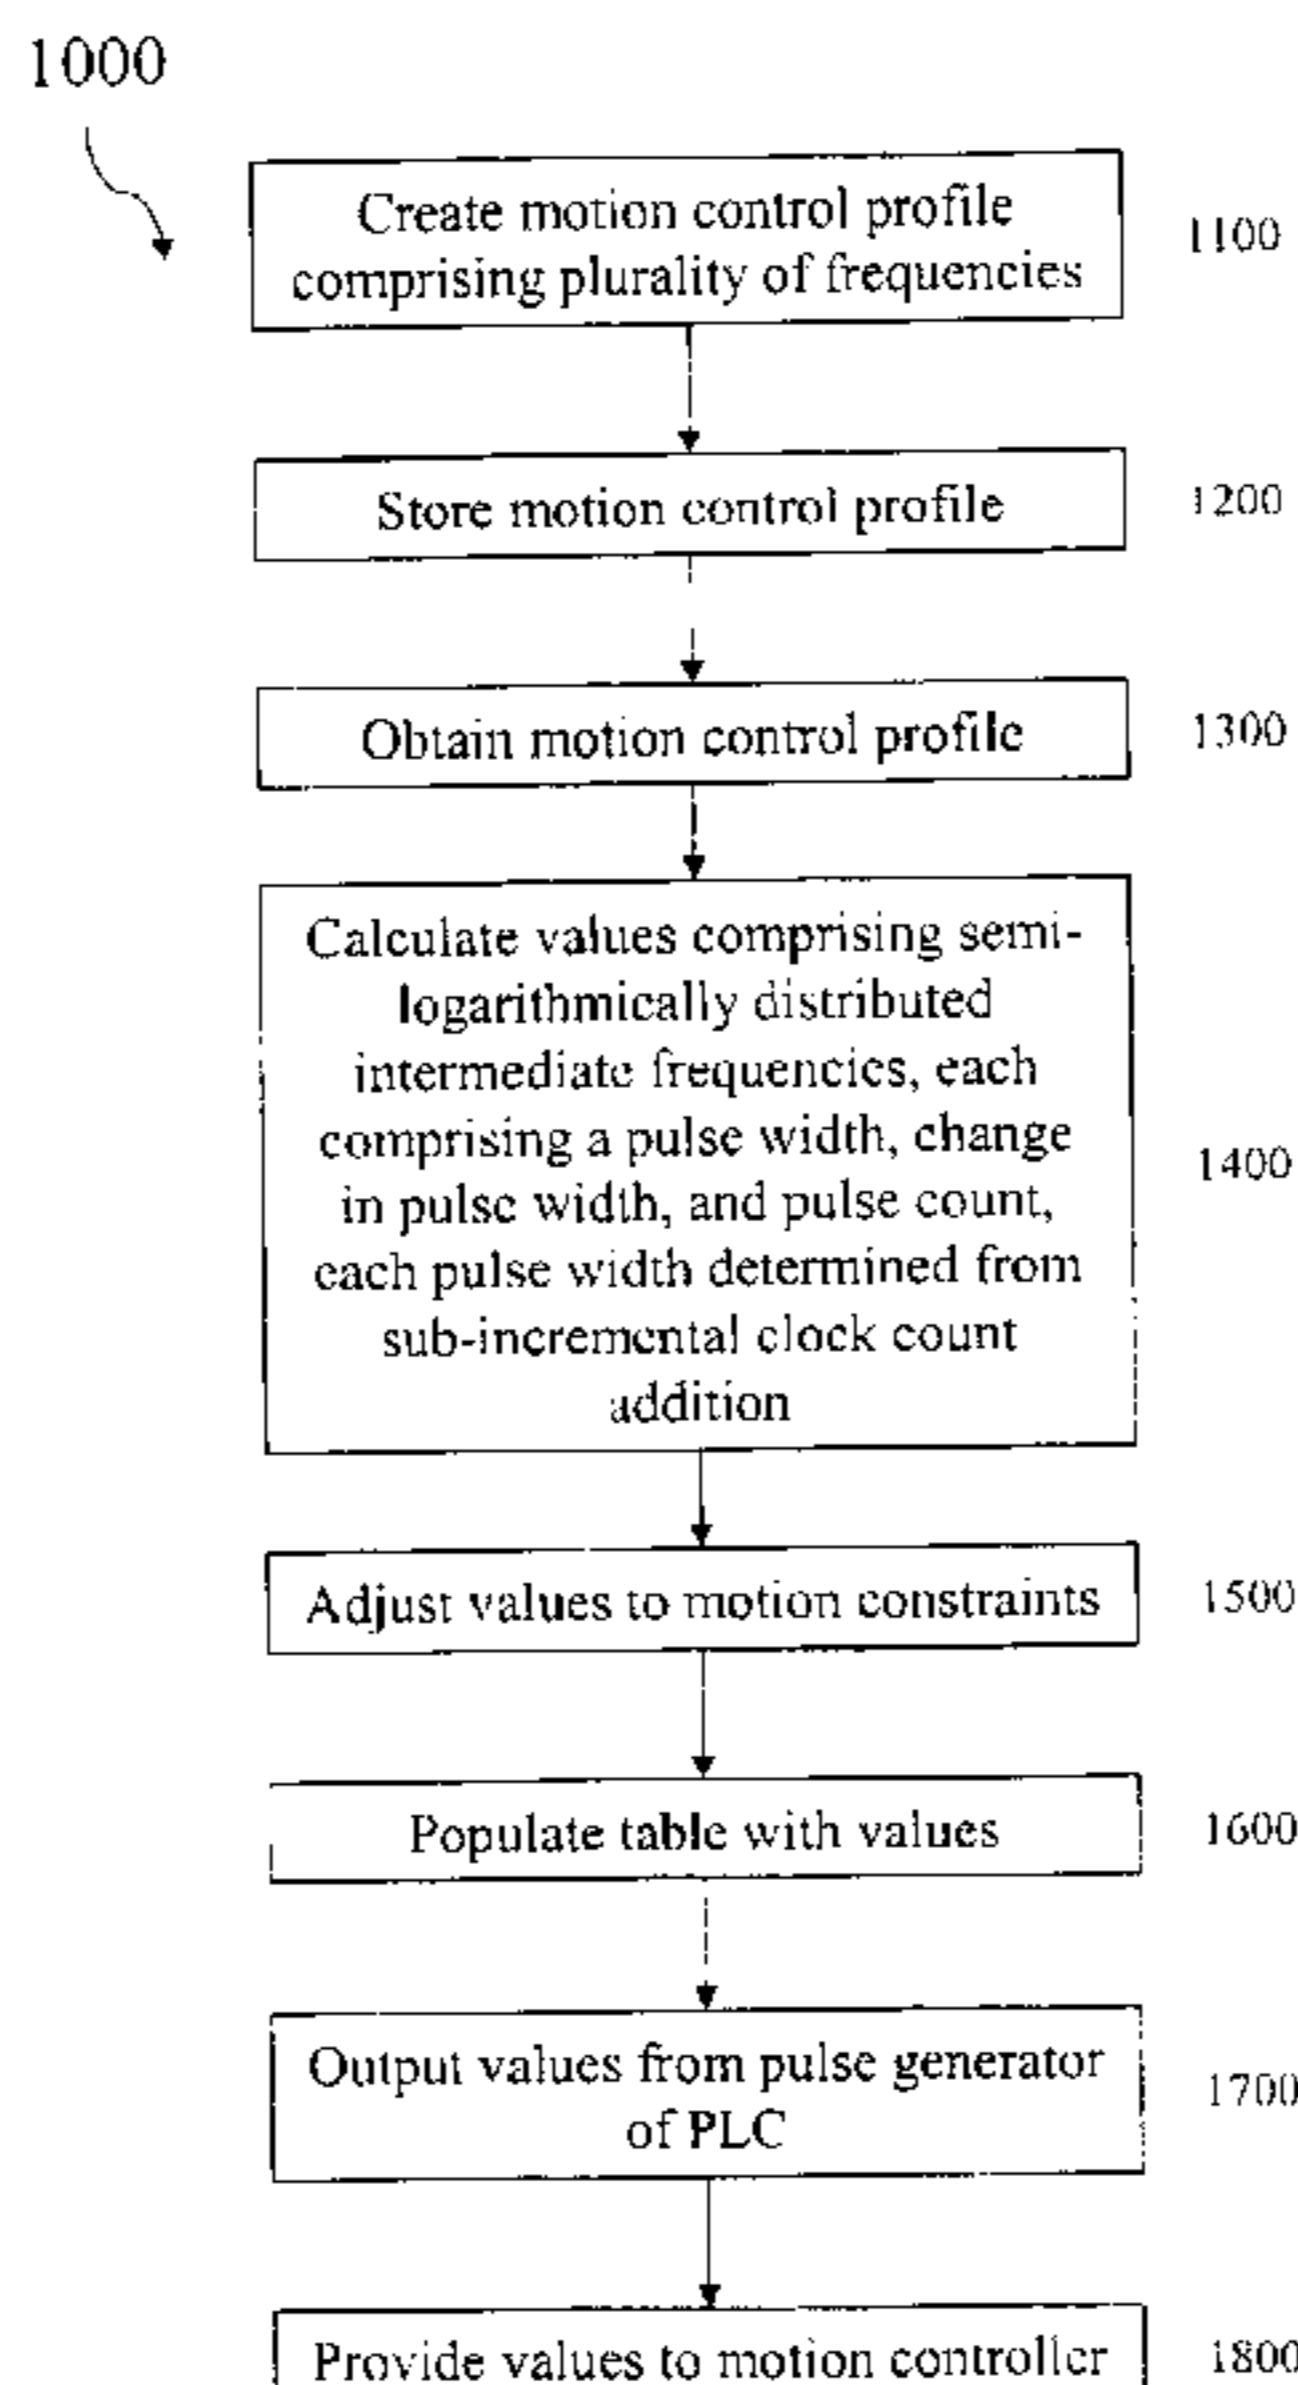 1000
Create motion control profile
comprising plurality of frequencies
1100
Store motion control profile
1200
Obtain motion control profile
1300
Calculate values comprising semi-
logarithmically distributed
intermediate frequencies, each
comprising a pulse width, change
in pulse width, and pulse count,
each pulse width determined from
sub-incremental clock count
addition
1400
Adjust values to motion constraints
1500
Populate table with values
1600
Output values from pulse generator
of PLC
1700
Provide values to motion controller
1800